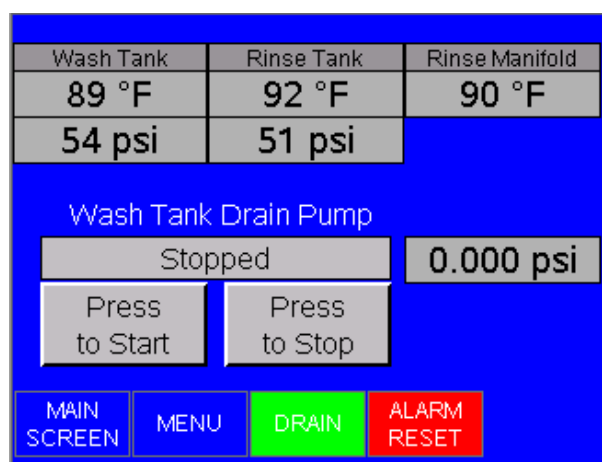 Wash Tank Rinse Tank Rinse Manifold
89 °F 92 °F 90 °F
54 psi 51 psi
Wash Tank Drain Pump
Stopped 0.000 psi
Press Press
to Start to Stop
MAIN MENU DRAIN ALARM
SCREEN RESET